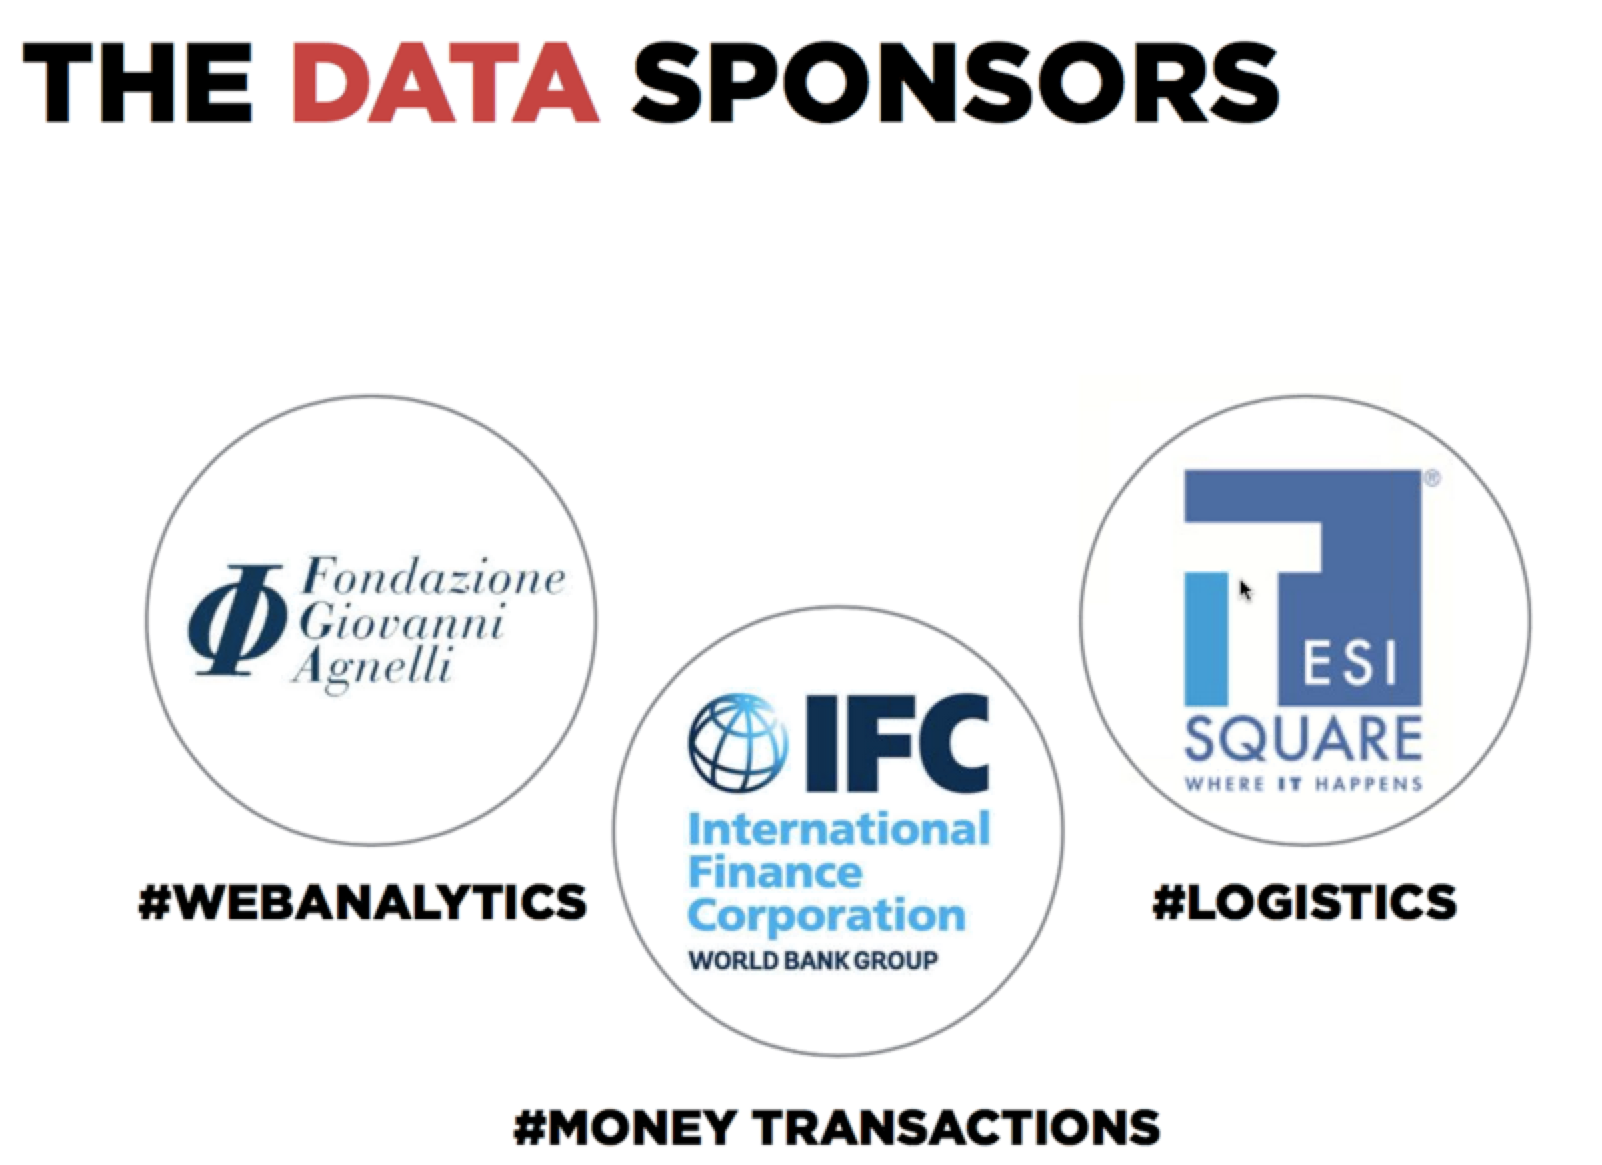 THE DATA SPONSORS
Fondazione
Giovanni
Agnelli
#WEBANALYTICS
IFC
International
Finance
Corporation
WORLD BANK GROUP
#MONEY TRANSACTIONS
®
TESI
SQUARE
WHERE IT HAPPENS
#LOGISTICS